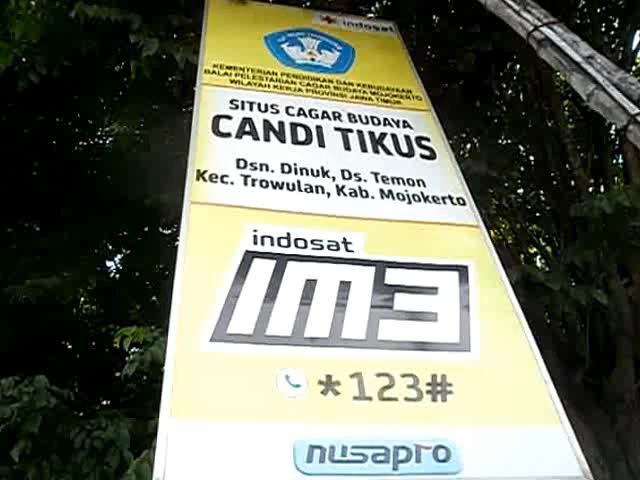 indosat
KEMENTERIAN PENDIDIKAN DAN KEBUDAYAAN
BALAI PELESTARIAN CAGAR BUDAYA MOJOKERTO
WILAYAH KERJA PROVINSI JAWA TIMUR
SITUS CAGAR BUDAYA
CANDI TIKUS
Dsn. Dinuk, Ds. Temon
Kec. Trowulan, Kab. Mojokerto
indosat
IM3
*123#
nusapro